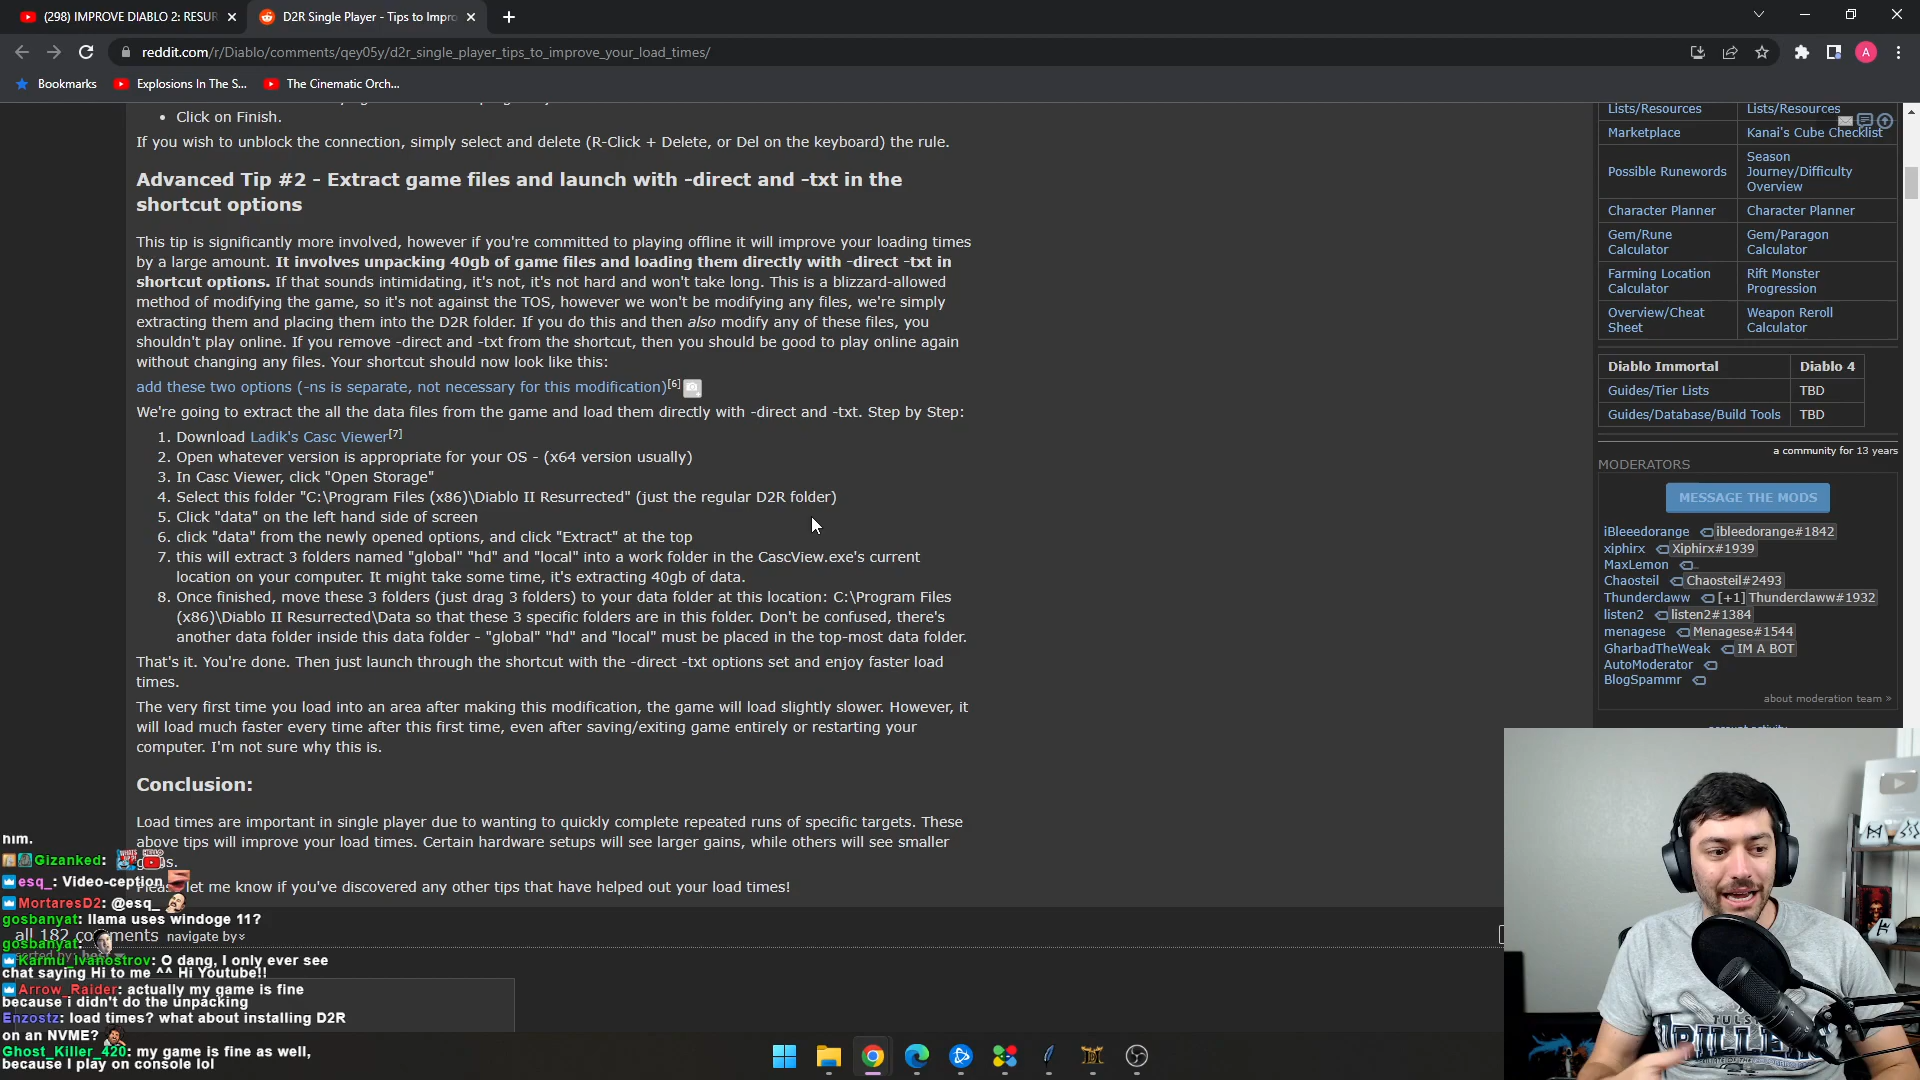 (298) IMPROVE DIABLO 2: RESUR
D2R Single Player - Tips to Impro
reddit.com/r/Diablo/comments/qey05y/d2r_single_player_tips_to_improve_your_load_times/
A
Bookmarks
Explosions In The S...
The Cinematic Orch...
• Click on Finish.
If you wish to unblock the connection, simply select and delete (R-Click + Delete, or Del on the keyboard) the rule.
Advanced Tip #2 - Extract game files and launch with -direct and -txt in the
shortcut options
This tip is significantly more involved, however if you're committed to playing offline it will improve your loading times
by a large amount. It involves unpacking 40gb of game files and loading them directly with -direct -txt in
shortcut options. If that sounds intimidating, it's not, it's not hard and won't take long. This is a blizzard-allowed
method of modifying the game, so it's not against the TOS, however we won't be modifying any files, we're simply
extracting them and placing them into the D2R folder. If you do this and then also modify any of these files, you
shouldn't play online. If you remove -direct and -txt from the shortcut, then you should be good to play online again
without changing any files. Your shortcut should now look like this:
add these two options (-ns is separate, not necessary for this modification)[6]
We're going to extract the all the data files from the game and load them directly with -direct and -txt. Step by Step:
1. Download Ladik's Casc Viewer[7]
2. Open whatever version is appropriate for your OS - (x64 version usually)
3. In Casc Viewer, click "Open Storage"
4. Select this folder "C:\Program Files (x86)\Diablo II Resurrected" (just the regular D2R folder)
5. Click "data" on the left hand side of screen
6. click "data" from the newly opened options, and click "Extract" at the top
7. this will extract 3 folders named "global" "hd" and "local" into a work folder in the CascView.exe's current
location on your computer. It might take some time, it's extracting 40gb of data.
8. Once finished, move these 3 folders (just drag 3 folders) to your data folder at this location: C:\Program Files
(x86)\Diablo II Resurrected\Data so that these 3 specific folders are in this folder. Don't be confused, there's
another data folder inside this data folder - "global" "hd" and "local" must be placed in the top-most data folder.
That's it. You're done. Then just launch through the shortcut with the -direct -txt options set and enjoy faster load
times.
The very first time you load into an area after making this modification, the game will load slightly slower. However, it
will load much faster every time after this first time, even after saving/exiting game entirely or restarting your
computer. I'm not sure why this is.
Conclusion:
Load times are important in single player due to wanting to quickly complete repeated runs of specific targets. These
above tips will improve your load times. Certain hardware setups will see larger gains, while others will see smaller
let me know if you've discovered any other tips that have helped out your load times!
all 182 comments navigate by
Lists/Resources Lists/Resources
Marketplace Kanai's Cube Checklist
Possible Runewords Season
Journey/Difficulty
Overview
Character Planner Character Planner
Gem/Rune
Calculator
Gem/Paragon
Calculator
Farming Location
Calculator
Rift Monster
Progression
Overview/Cheat
Sheet
Weapon Reroll
Calculator
Diablo Immortal Diablo 4
Guides/Tier Lists TBD
Guides/Database/Build Tools TBD
a community for 13 years
MODERATORS
MESSAGE THE MODS
iBleeedorange ibleedorange#1842
xiphirx Xiphirx#1939
MaxLemon
Chaosteil Chaosteil#2493
Thunderclaww [+1] Thunderclaww#1932
listen2 listen2#1384
menagese Menagese#1544
GharbadTheWeak IM A BOT
AutoModerator
BlogSpammr
about moderation team »
him.
Gizanked:
esq_: Video-ception
MortaresD2: @esq_
gosbanyat: llama uses windoge 11?
gosbanyat:
Karmu_Ivanostrov: O dang, I only ever see
chat saying Hi to me ^^ Hi Youtube!!
Arrow_Raider: actually my game is fine
because i didn't do the unpacking
Enzostz: load times? what about installing D2R
on an NVME?
Ghost_Killer_420: my game is fine as well,
because I play on console lol